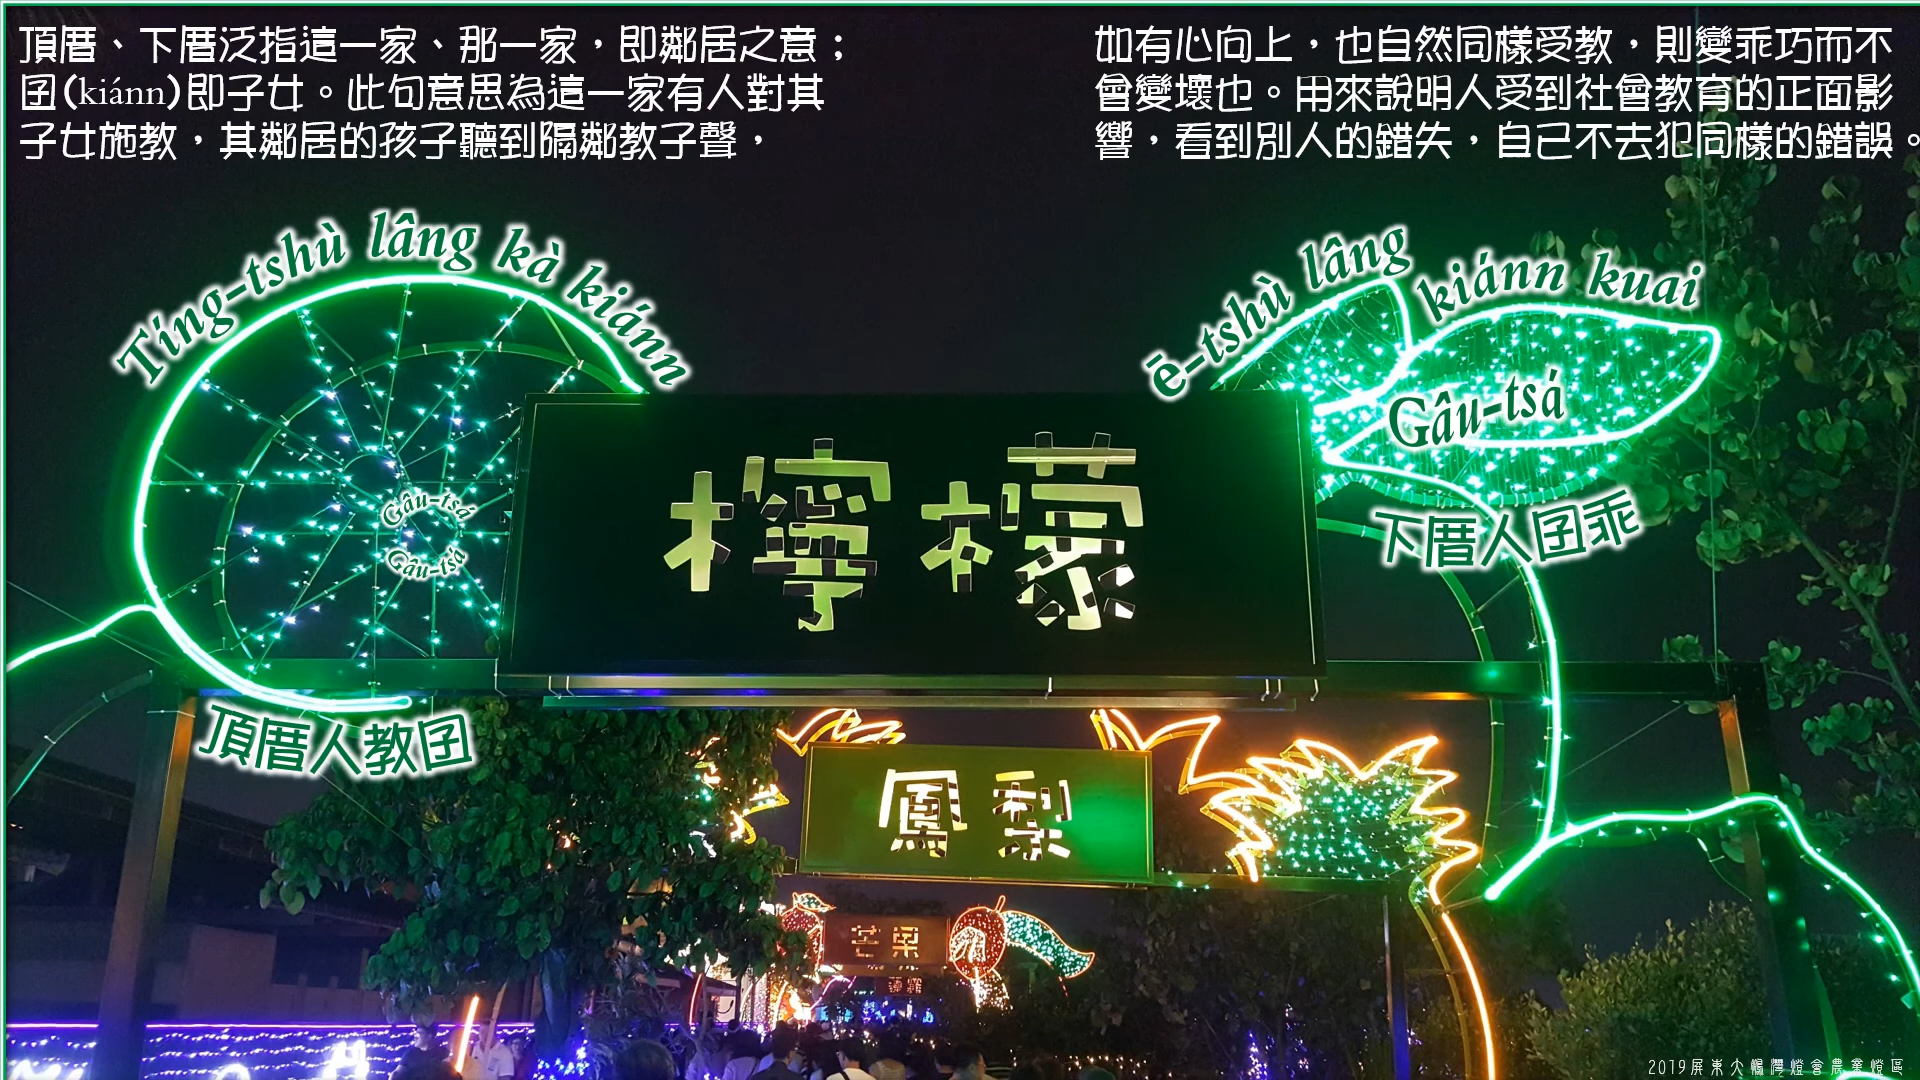 頂厝、下厝泛指這一家、那一家，即鄰居之意；
囝(kiánn)即子女。此句意思為這一家有人對其
子女施教，其鄰居的孩子聽到隔鄰教子聲，
如有心向上，也自然同樣受教，則變乖巧而不
會變壞也。用來說明人受到社會教育的正面影
響，看到別人的錯失，自己不去犯同樣的錯誤。
Tíng-tshù lâng kà kiánn
ē-tshù lâng kiánn kuai
Gâu-tsá
Gâu-tsá
Gâu-tsá
下厝人囝乖
頂厝人教囝
檸檬
鳳梨
芒果
蓮霧
2019屏東大鵬灣燈會農業燈區